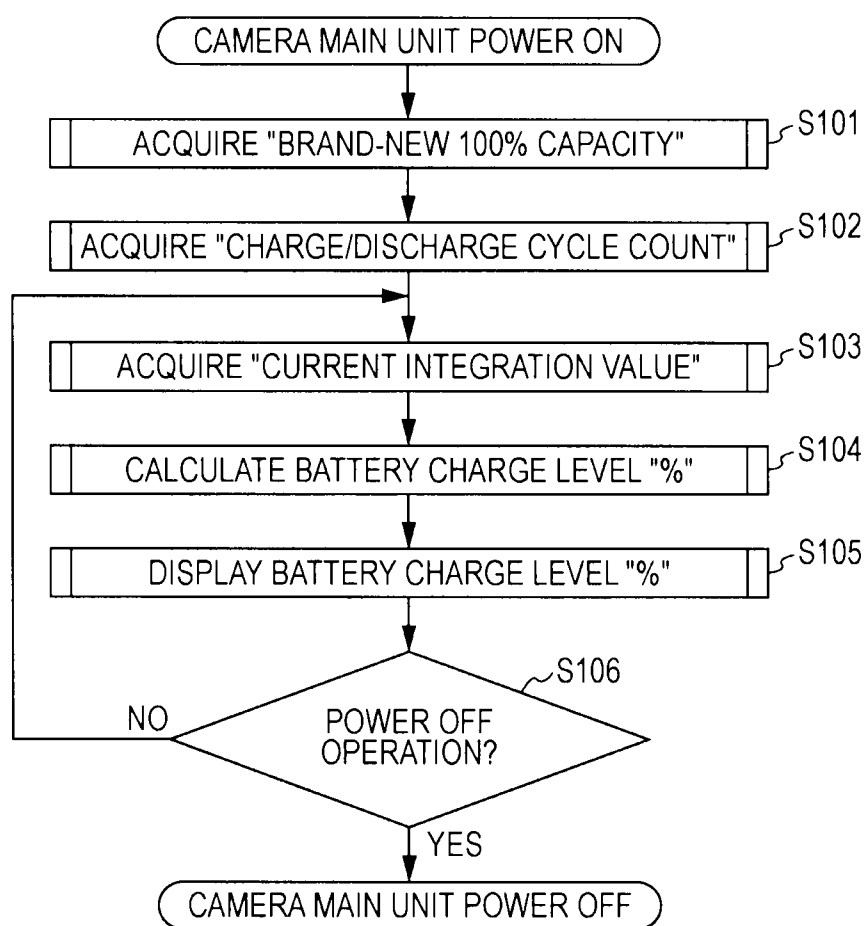 CAMERA MAIN UNIT POWER ON
S101
ACQUIRE "BRAND-NEW 100% CAPACITY"
S102
ACQUIRE "CHARGE/DISCHARGE CYCLE COUNT"
S103
ACQUIRE "CURRENT INTEGRATION VALUE"
S104
CALCULATE BATTERY CHARGE LEVEL "%"
S105
DISPLAY BATTERY CHARGE LEVEL "%"
S106
NO
POWER OFF
OPERATION?
YES
CAMERA MAIN UNIT POWER OFF